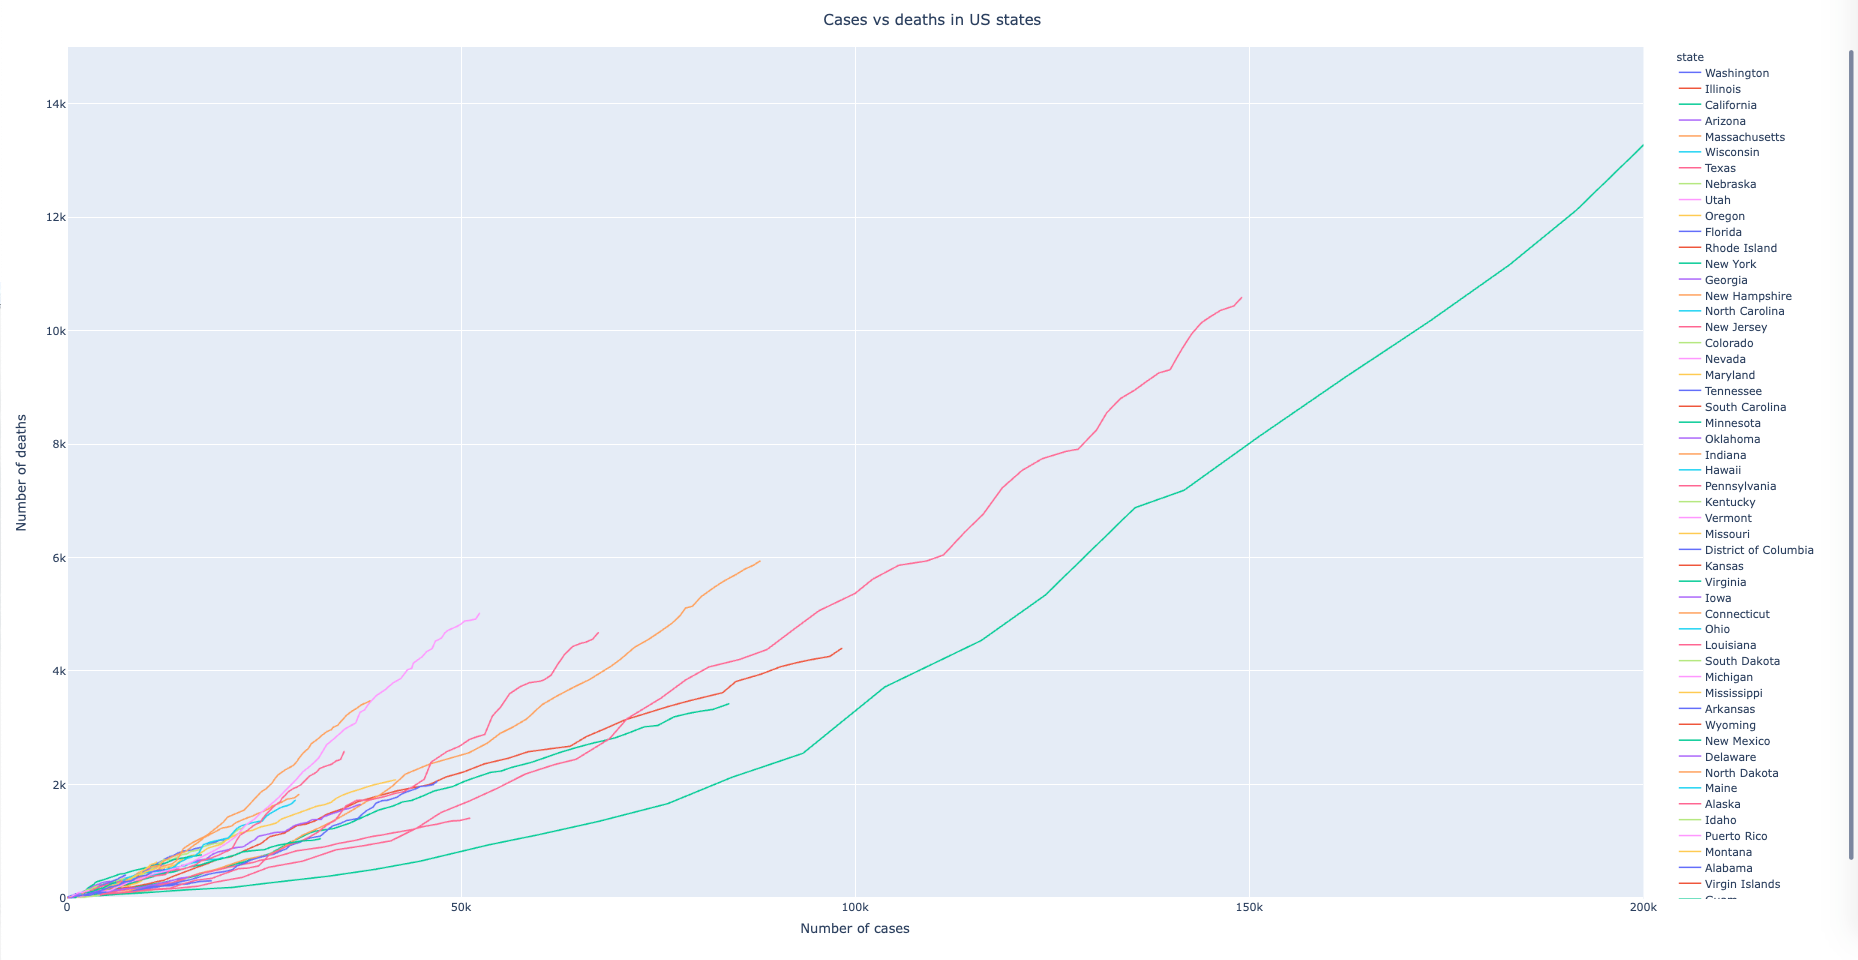 Cases vs deaths in US states
14k
12k
10k
8k
6k
4k
2k
0
Number of deaths
0
50k
100k
150k
200k
Number of cases
state
Washington
Illinois
California
Arizona
Massachusetts
Wisconsin
Texas
Nebraska
Utah
Oregon
Florida
Rhode Island
New York
Georgia
New Hampshire
North Carolina
New Jersey
Colorado
Nevada
Maryland
Tennessee
South Carolina
Minnesota
Oklahoma
Indiana
Hawaii
Pennsylvania
Kentucky
Vermont
Missouri
District of Columbia
Kansas
Virginia
Iowa
Connecticut
Ohio
Louisiana
South Dakota
Michigan
Mississippi
Arkansas
Wyoming
New Mexico
Delaware
North Dakota
Maine
Alaska
Idaho
Puerto Rico
Montana
Alabama
Virgin Islands